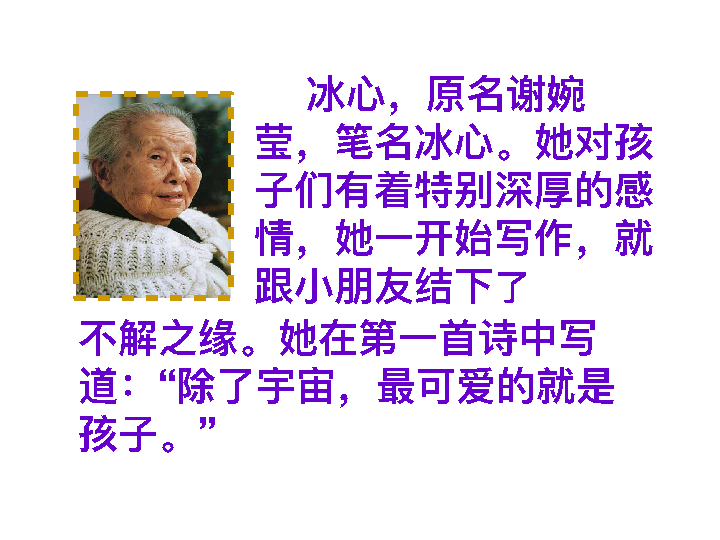 冰心，原名谢婉
莹，笔名冰心。她对孩
子们有着特别深厚的感
情，她一开始写作，就
跟小朋友结下了
不解之缘。她在第一首诗中写
道：“除了宇宙，最可爱的就是
孩子。”